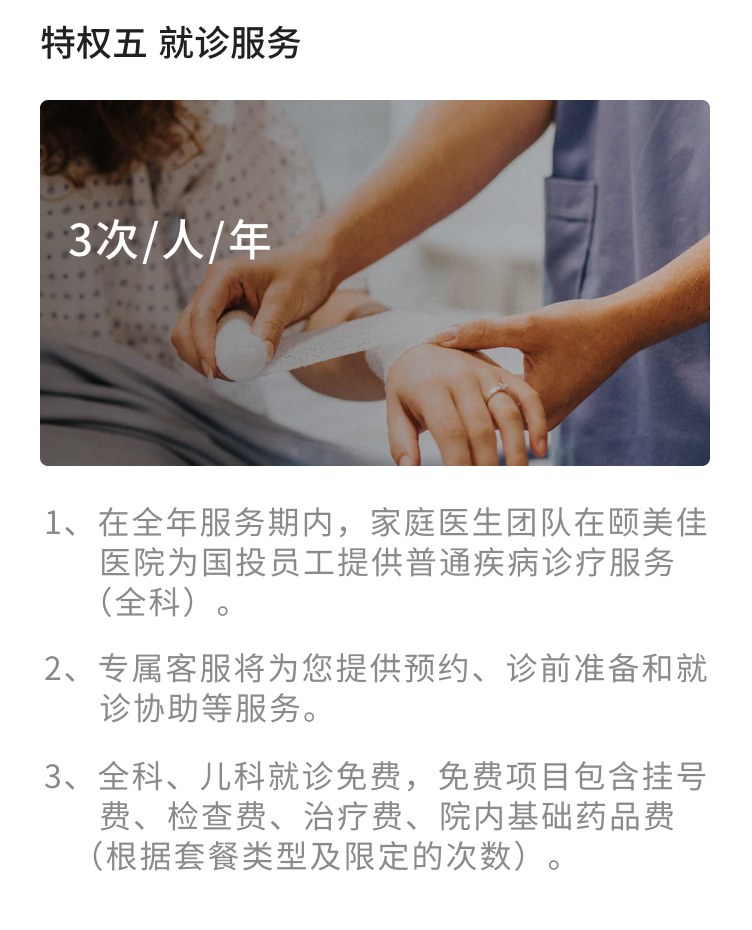 特权五 就诊服务
3次/人/年
1、在全年服务期内，家庭医生团队在颐美佳
医院为国投员工提供普通疾病诊疗服务
（全科）。
2、专属客服将为您提供预约、诊前准备和就
诊协助等服务。
3、全科、儿科就诊免费，免费项目包含挂号
费、检查费、治疗费、院内基础药品费
（根据套餐类型及限定的次数）。